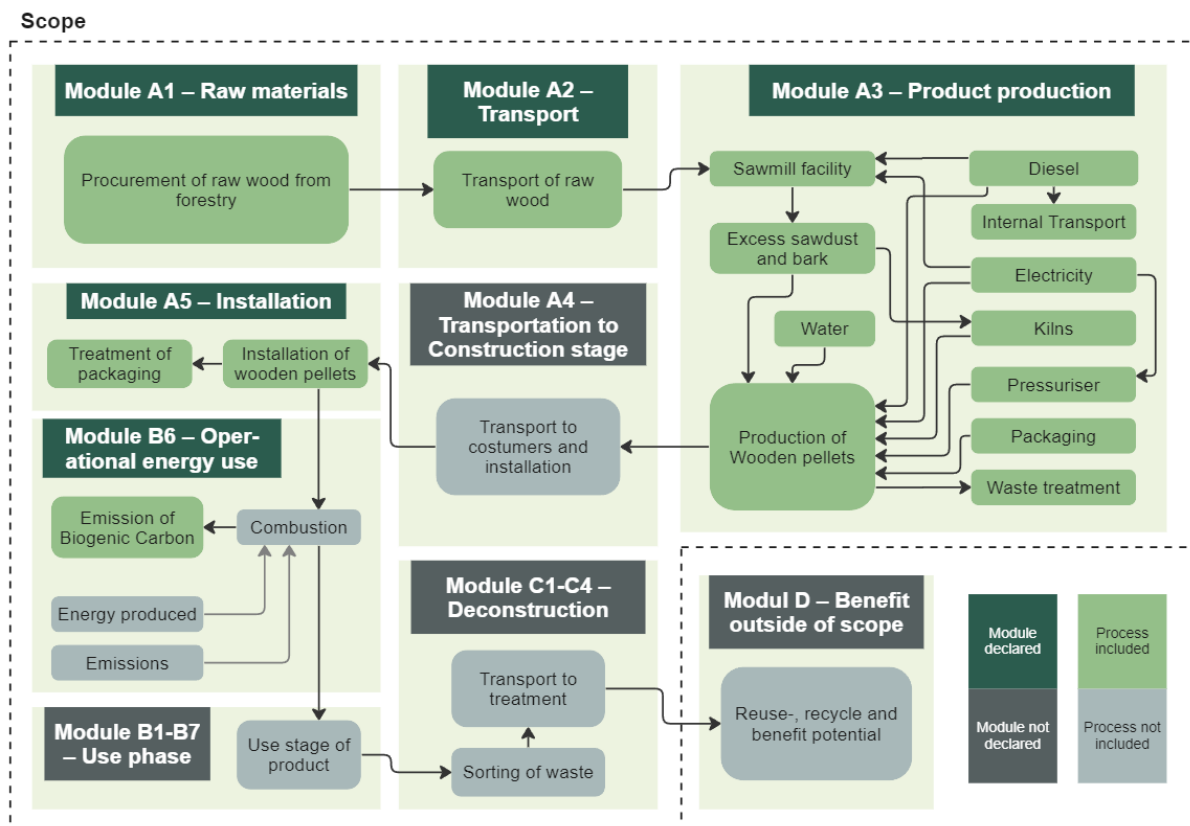 Scope
Module A1 – Raw materials
Procurement of raw wood from
forestry
Module A2 –
Transport
Transport of raw
wood
Module A3 – Product production
Sawmill facility
Diesel
Internal Transport
Excess sawdust
and bark
Electricity
Water
Kilns
Pressuriser
Production of
Wooden pellets
Packaging
Waste treatment
Module A5 – Installation
Treatment of
packaging
Installation of
wooden pellets
Module A4 –
Transportation to
Construction stage
Transport to
costumers and
installation
Module B6 – Oper-
ational energy use
Emission of
Biogenic Carbon
Combustion
Energy produced
Emissions
Module B1-B7
– Use phase
Use stage of
product
Module C1-C4 –
Deconstruction
Transport to
treatment
Sorting of waste
Modul D – Benefit
outside of scope
Reuse-, recycle and
benefit potential
Module
declared
Process
included
Module not
declared
Process not
included